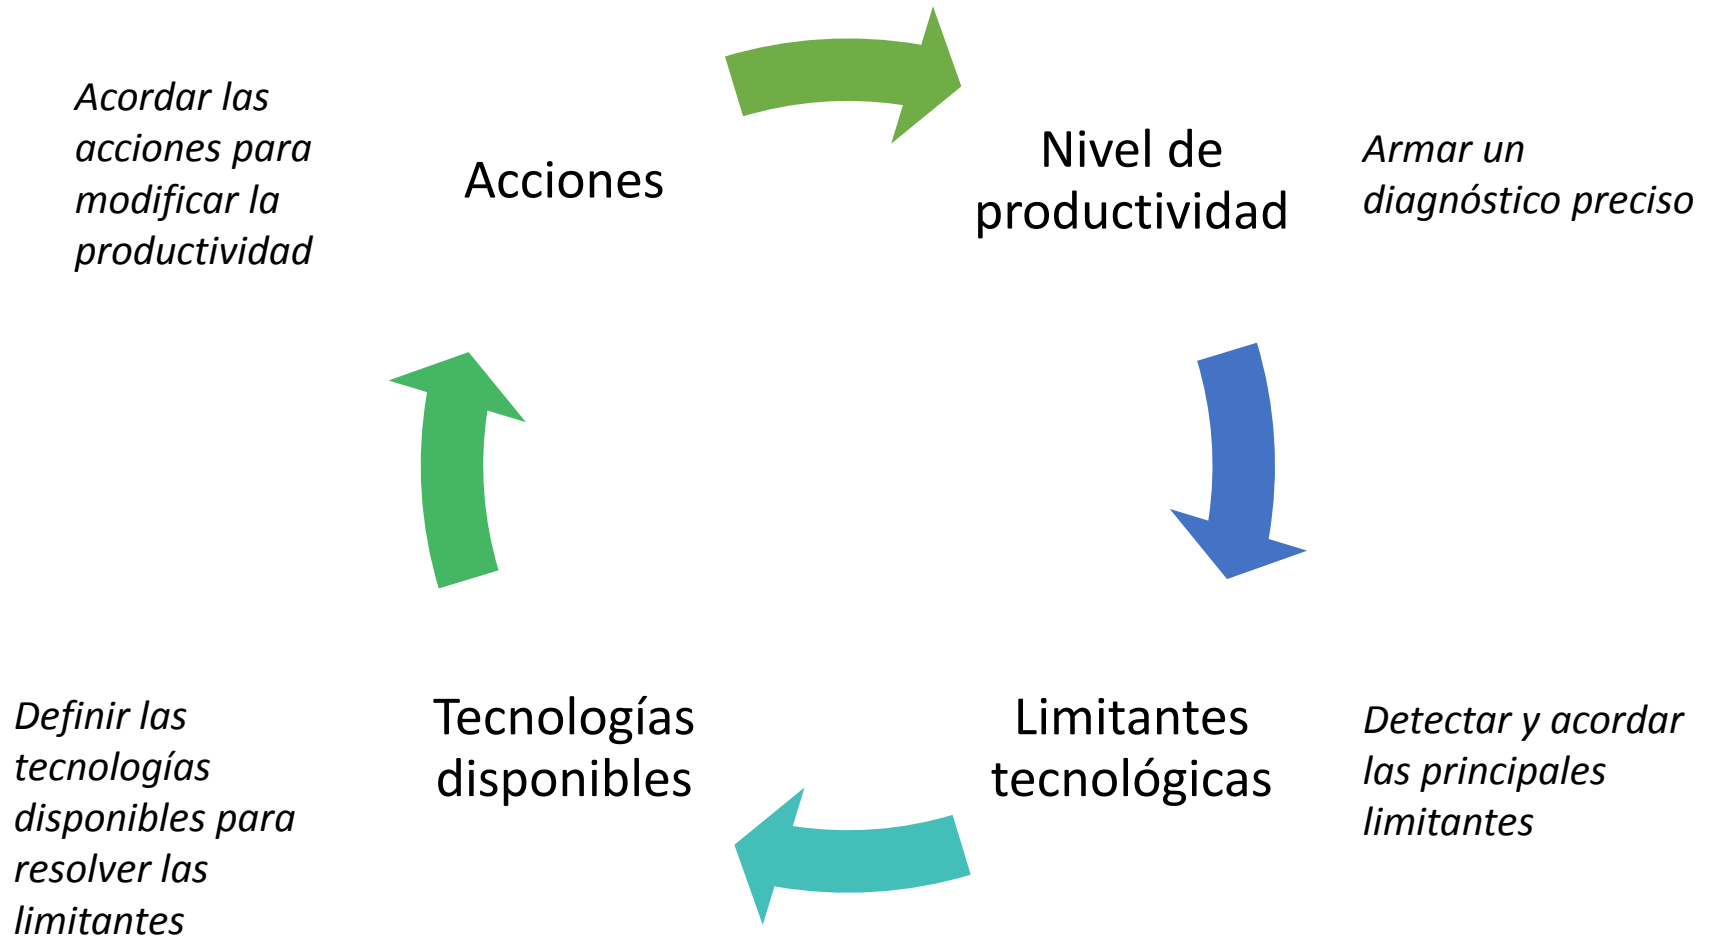 Acordar las
acciones para
modificar la
productividad
Acciones
Nivel de
productividad
Armar un
diagnóstico preciso
Definir las
tecnologías
disponibles para
resolver las
limitantes
Tecnologías
disponibles
Limitantes
tecnológicas
Detectar y acordar
las principales
limitantes